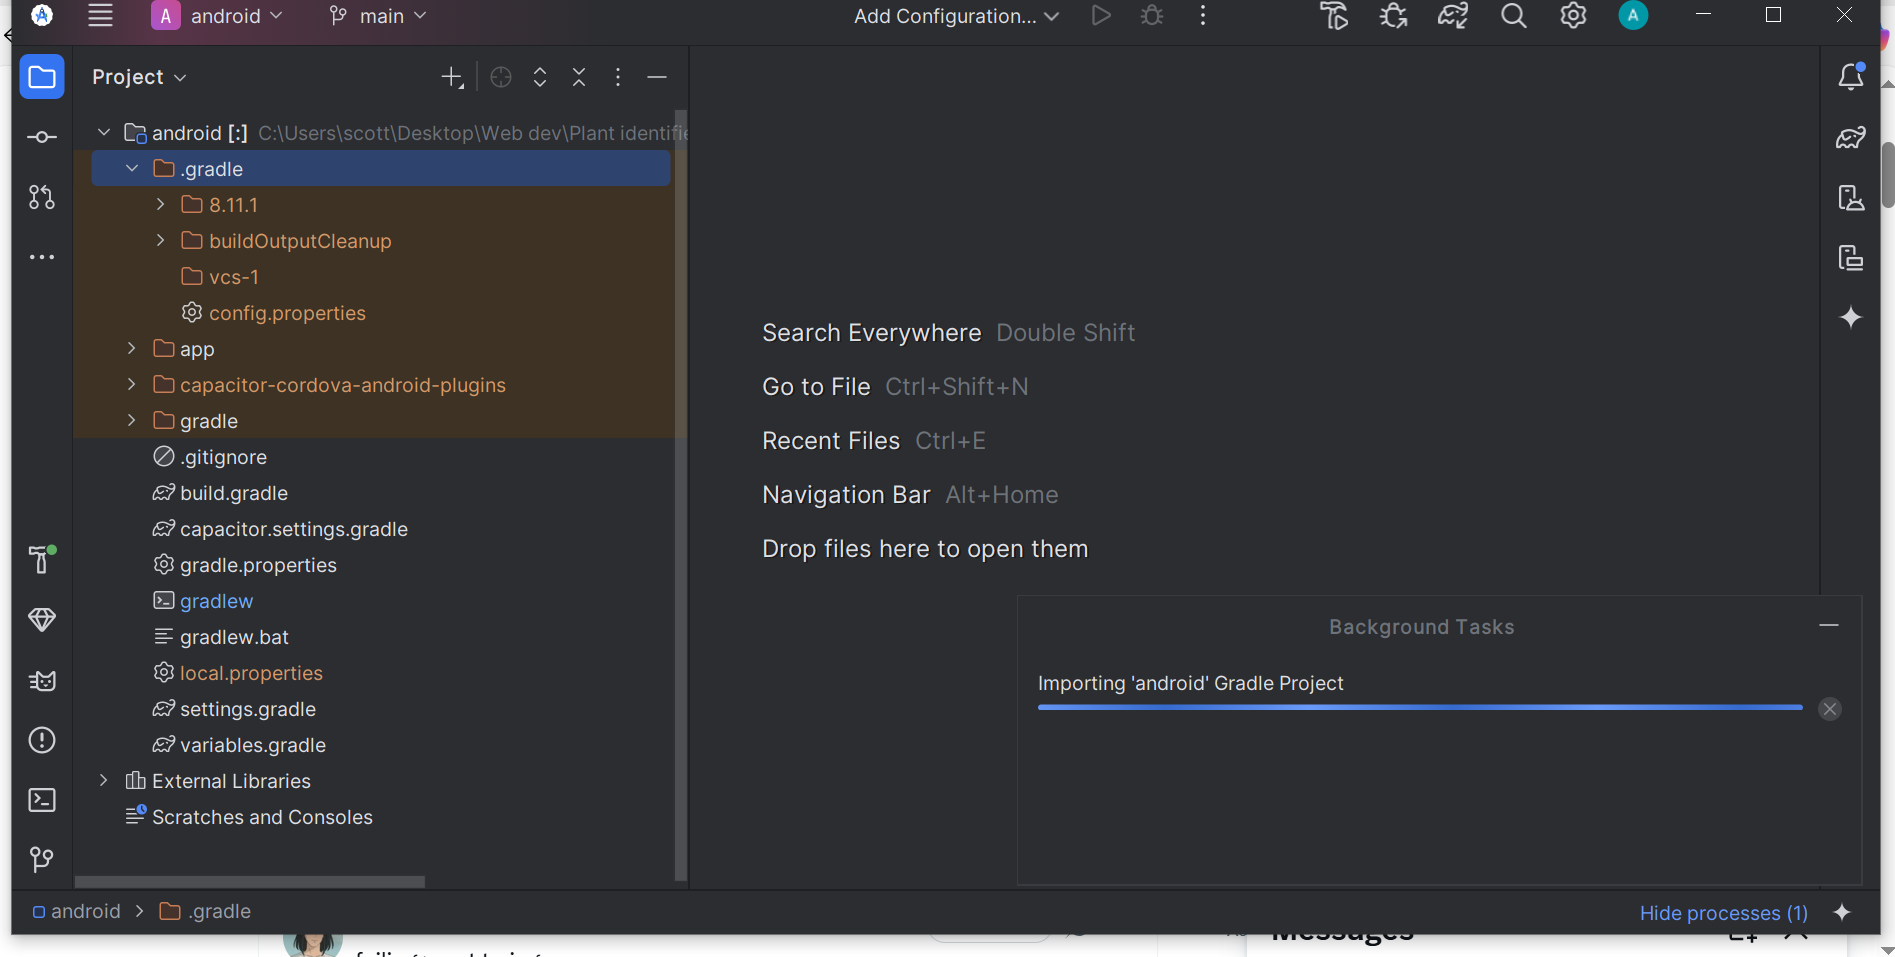 A android main Add Configuration... A
Project
android [:] C:\Users\scott\Desktop\Web dev\Plant identifie
.gradle
8.11.1
buildOutputCleanup
vcs-1
config.properties
app
capacitor-cordova-android-plugins
gradle
.gitignore
build.gradle
capacitor.settings.gradle
gradle.properties
gradlew
gradlew.bat
local.properties
settings.gradle
variables.gradle
External Libraries
Scratches and Consoles
Search Everywhere Double Shift
Go to File Ctrl+Shift+N
Recent Files Ctrl+E
Navigation Bar Alt+Home
Drop files here to open them
Background Tasks
Importing 'android' Gradle Project
android .gradle
Hide processes (1)
Messages